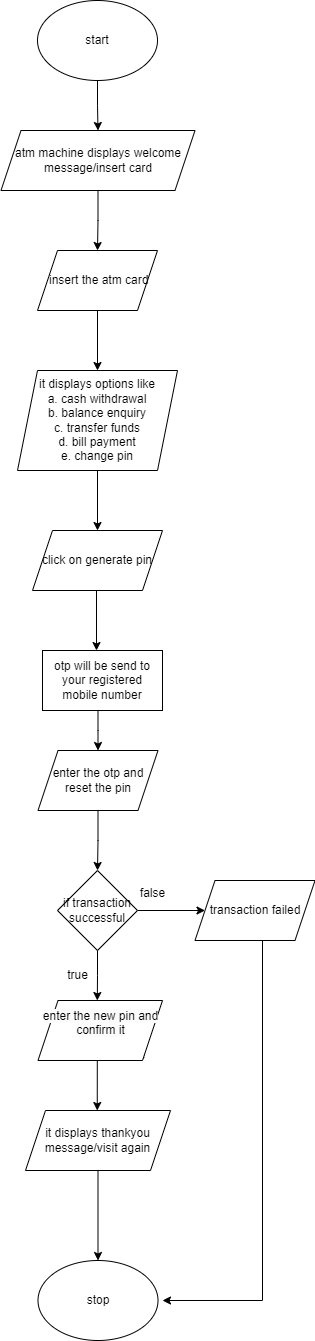 start
atm machine displays welcome
message/insert card
insert the atm card
it displays options like
a. cash withdrawal
b. balance enquiry
c. transfer funds
d. bill payment
e. change pin
click on generate pin
otp will be send to
your registered
mobile number
enter the otp and
reset the pin
if transaction
successful
false
transaction failed
true
enter the new pin and
confirm it
it displays thankyou
message/visit again
stop